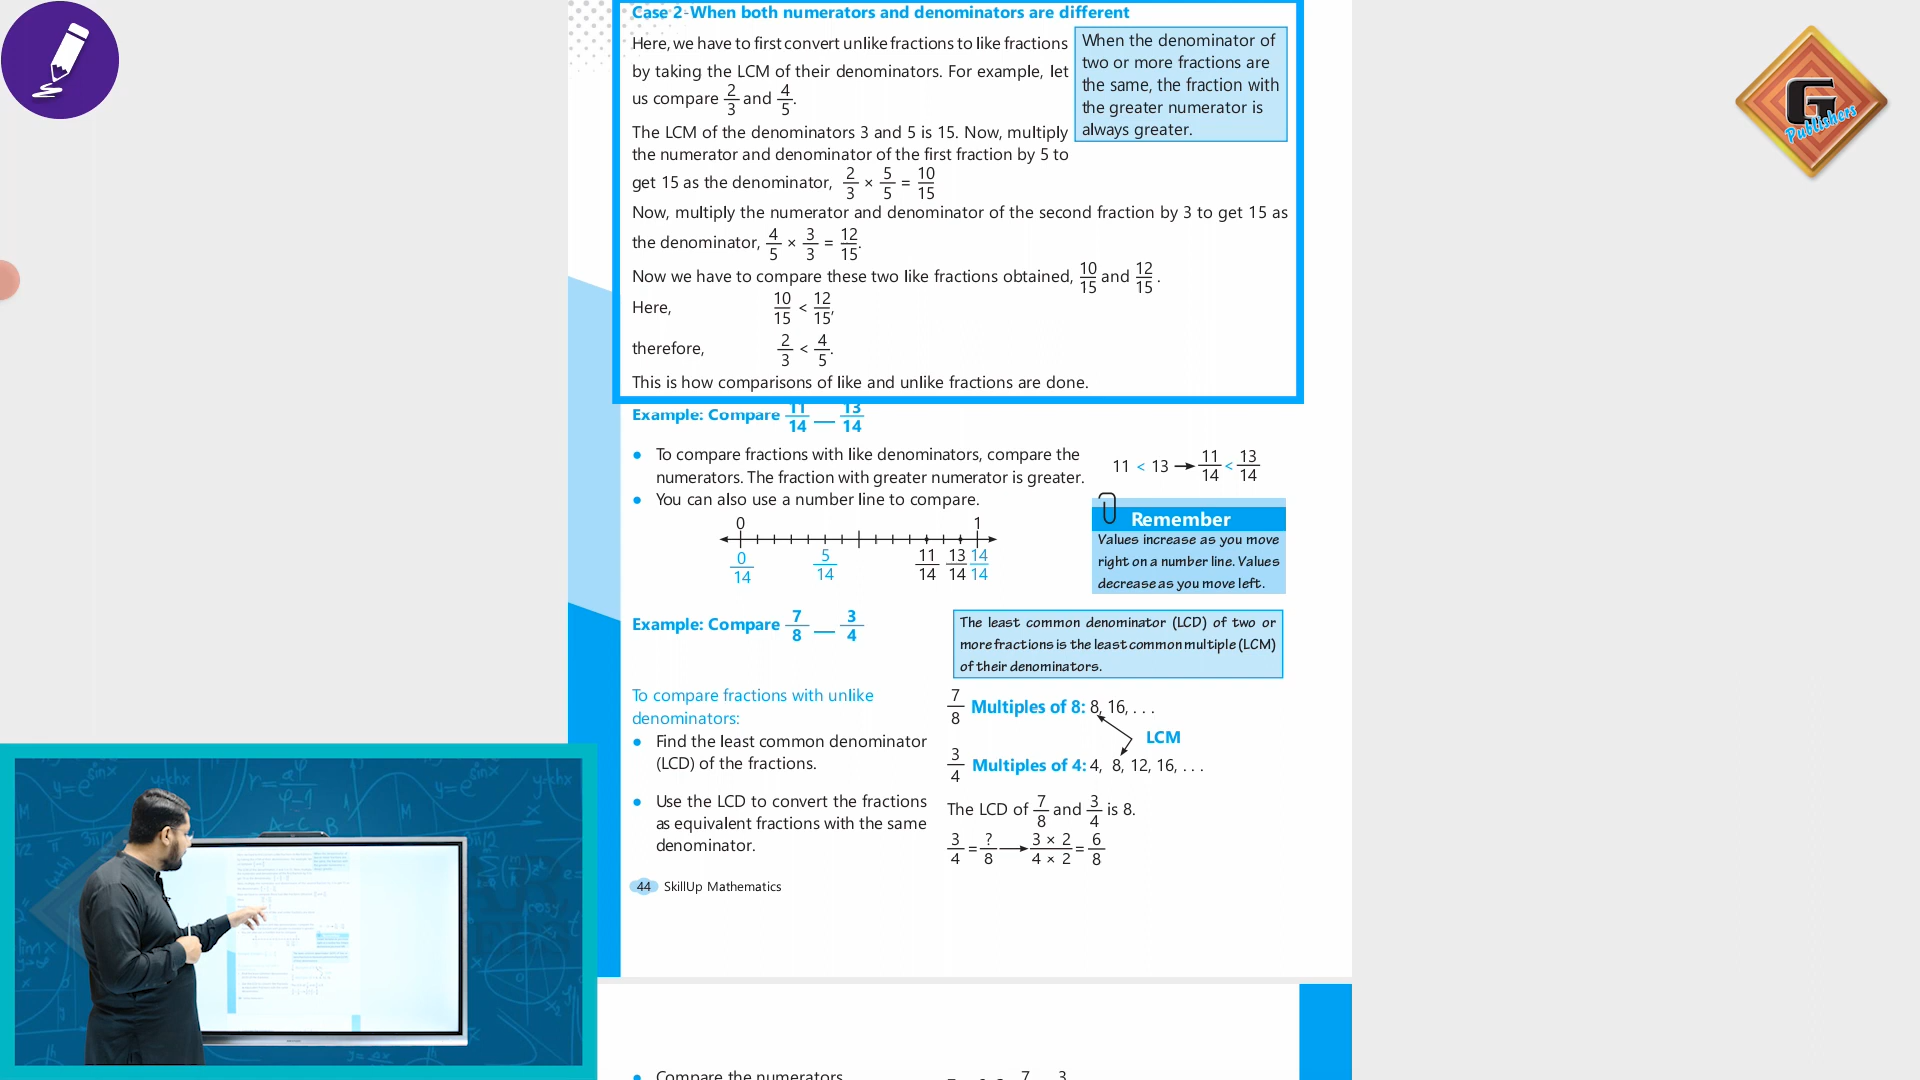 Case 2-When both numerators and denominators are different
Here, we have to first convert unlike fractions to like fractions
by taking the LCM of their denominators. For example, let
us compare 2/3 and 4/5.
When the denominator of
two or more fractions are
the same, the fraction with
the greater numerator is
always greater.
The LCM of the denominators 3 and 5 is 15. Now, multiply
the numerator and denominator of the first fraction by 5 to
get 15 as the denominator, 2/3 × 5/5 = 10/15
Now, multiply the numerator and denominator of the second fraction by 3 to get 15 as
the denominator, 4/5 × 3/3 = 12/15.
Now we have to compare these two like fractions obtained, 10/15 and 12/15 .
Here, 10/15 < 12/15,
therefore, 2/3 < 4/5.
This is how comparisons of like and unlike fractions are done.
Example: Compare 11/14 __ 13/14
● To compare fractions with like denominators, compare the
numerators. The fraction with greater numerator is greater.
11 < 13 → 11/14 < 13/14
● You can also use a number line to compare.
0 1
0/14 5/14 11/14 13/14 14/14
Remember
Values increase as you move
right on a number line. Values
decrease as you move left.
Example: Compare 7/8 __ 3/4
The least common denominator (LCD) of two or
more fractions is the least common multiple (LCM)
of their denominators.
To compare fractions with unlike
denominators:
● Find the least common denominator
(LCD) of the fractions.
● Use the LCD to convert the fractions
as equivalent fractions with the same
denominator.
7/8 Multiples of 8: 8, 16, . . .
LCM
3/4 Multiples of 4: 4, 8, 12, 16, . . .
The LCD of 7/8 and 3/4 is 8.
3/4 = ?/8 → 3 × 2/4 × 2 = 6/8
44 SkillUp Mathematics
● Compare the numerators
G
Publishers